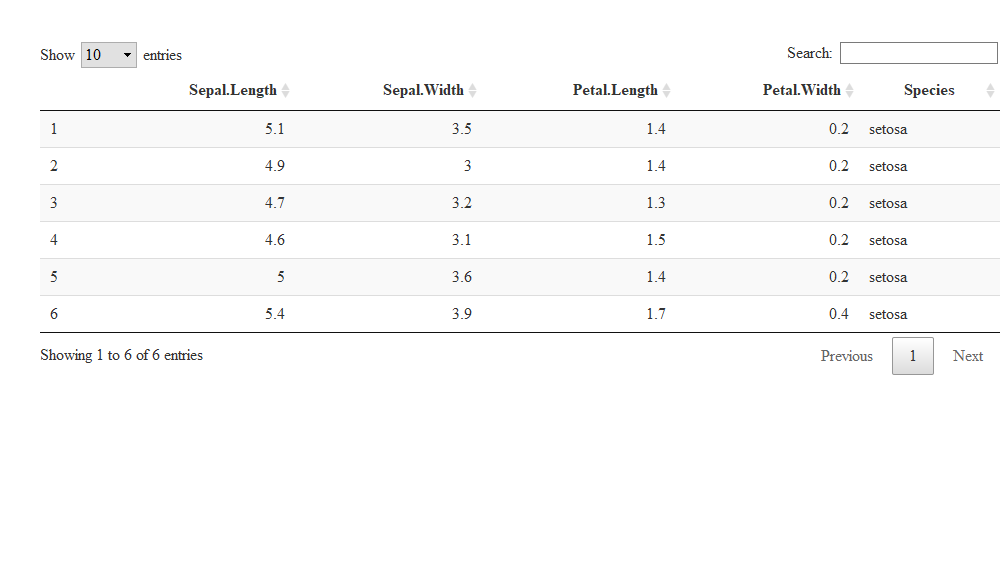 Show 10 entries Search:
Sepal.Length Sepal.Width Petal.Length Petal.Width Species
1 5.1 3.5 1.4 0.2 setosa
2 4.9 3 1.4 0.2 setosa
3 4.7 3.2 1.3 0.2 setosa
4 4.6 3.1 1.5 0.2 setosa
5 5 3.6 1.4 0.2 setosa
6 5.4 3.9 1.7 0.4 setosa
Showing 1 to 6 of 6 entries Previous 1 Next